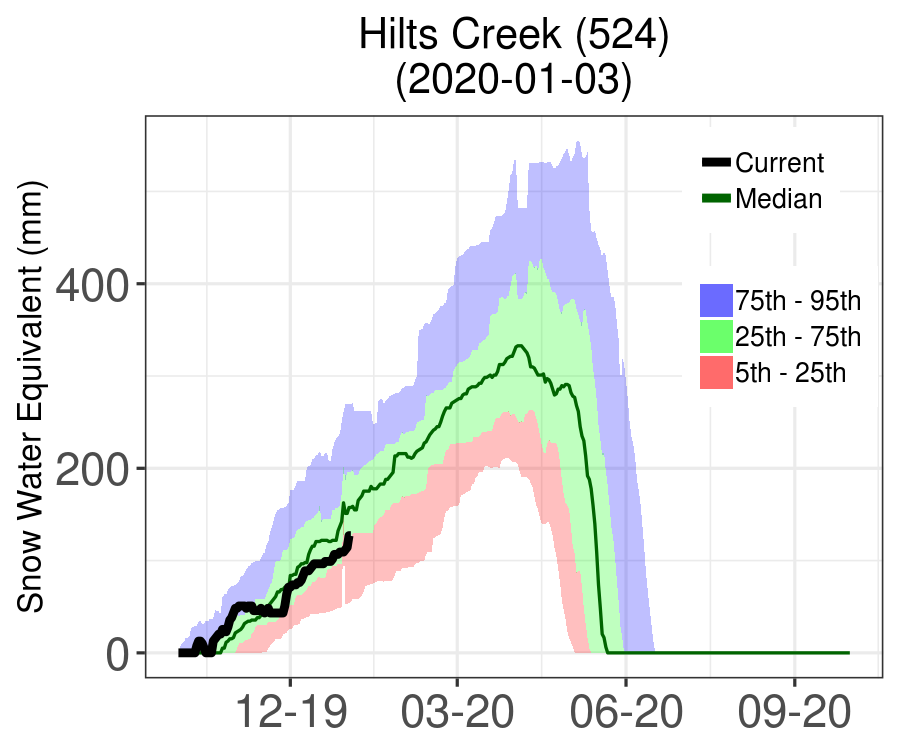 Hilts Creek (524)
(2020-01-03)
Snow Water Equivalent (mm)
400
200
0
12-19
03-20
06-20
09-20
Current
Median
75th - 95th
25th - 75th
5th - 25th